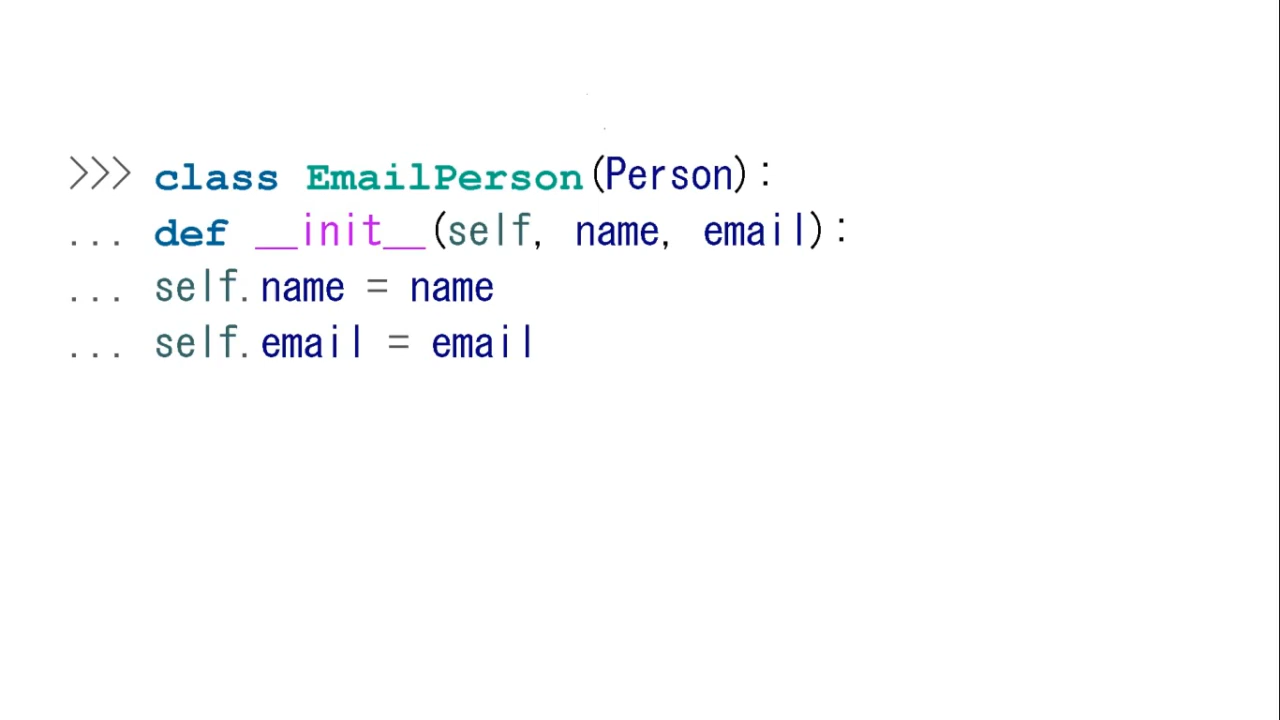 >>> class EmailPerson(Person):
... def __init__(self, name, email):
... self.name = name
... self.email = email